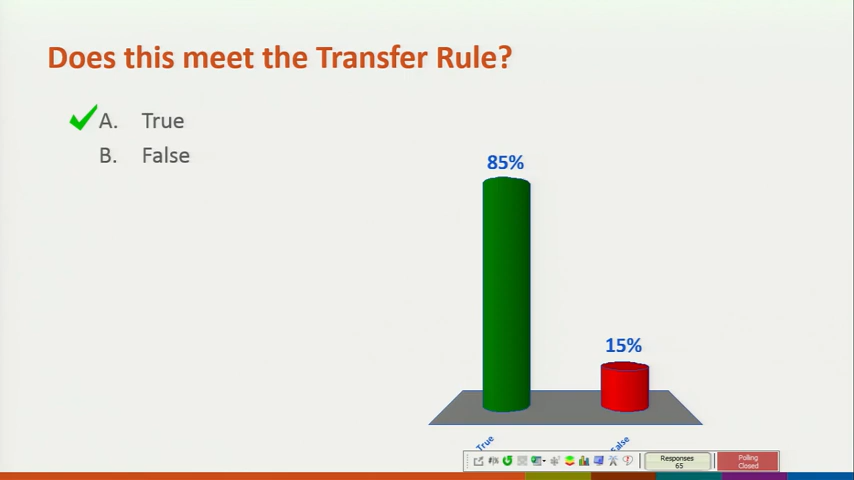 Does this meet the Transfer Rule?
A. True
B. False
85%
15%
True
False
Responses
65
Polling
Closed